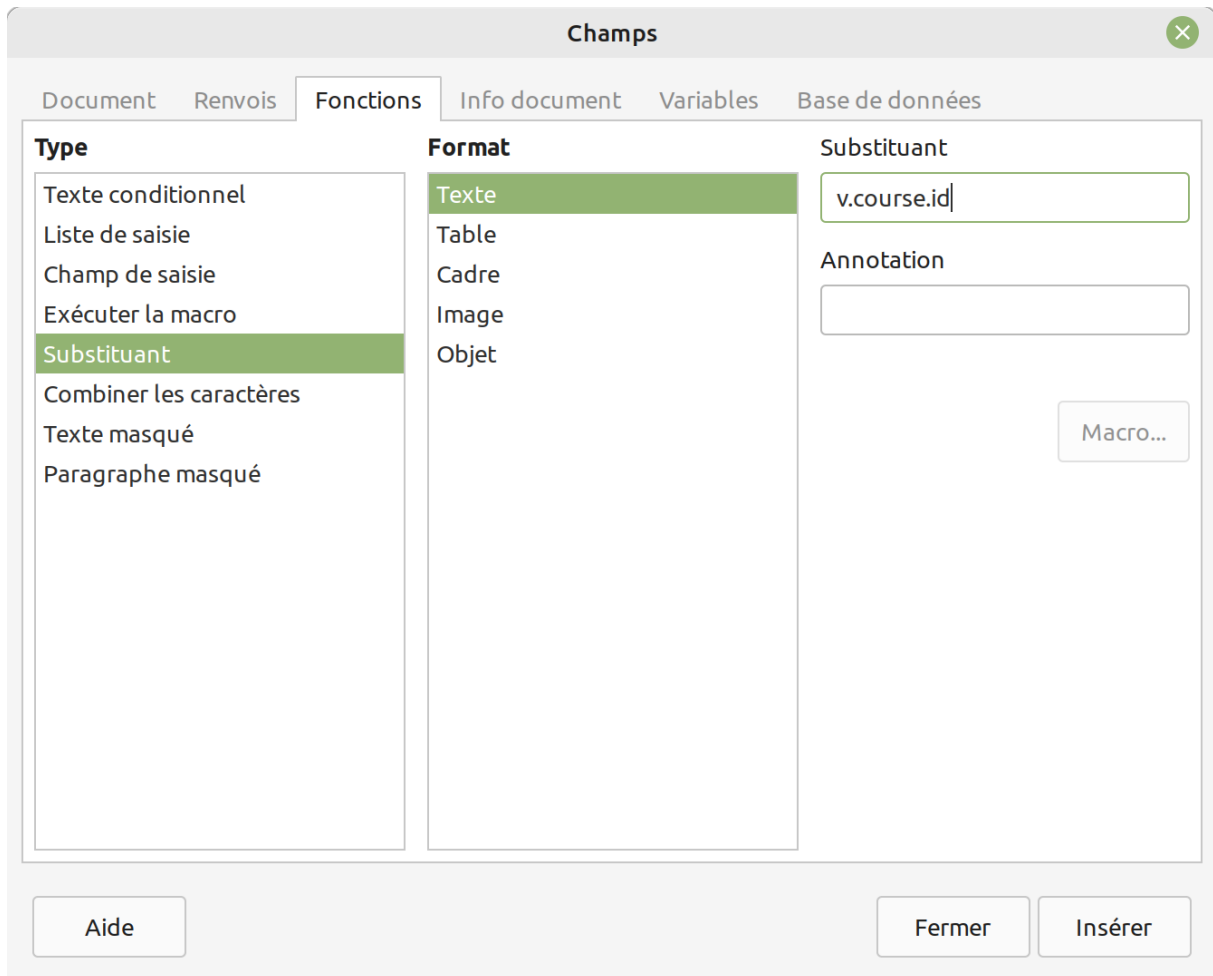 Champs
Document Renvois Fonctions Info document Variables Base de données
Type
Texte conditionnel
Liste de saisie
Champ de saisie
Exécuter la macro
Substituant
Combiner les caractères
Texte masqué
Paragraphe masqué
Format
Texte
Table
Cadre
Image
Objet
Substituant
v.course.id
Annotation
Macro...
Aide
Fermer
Insérer